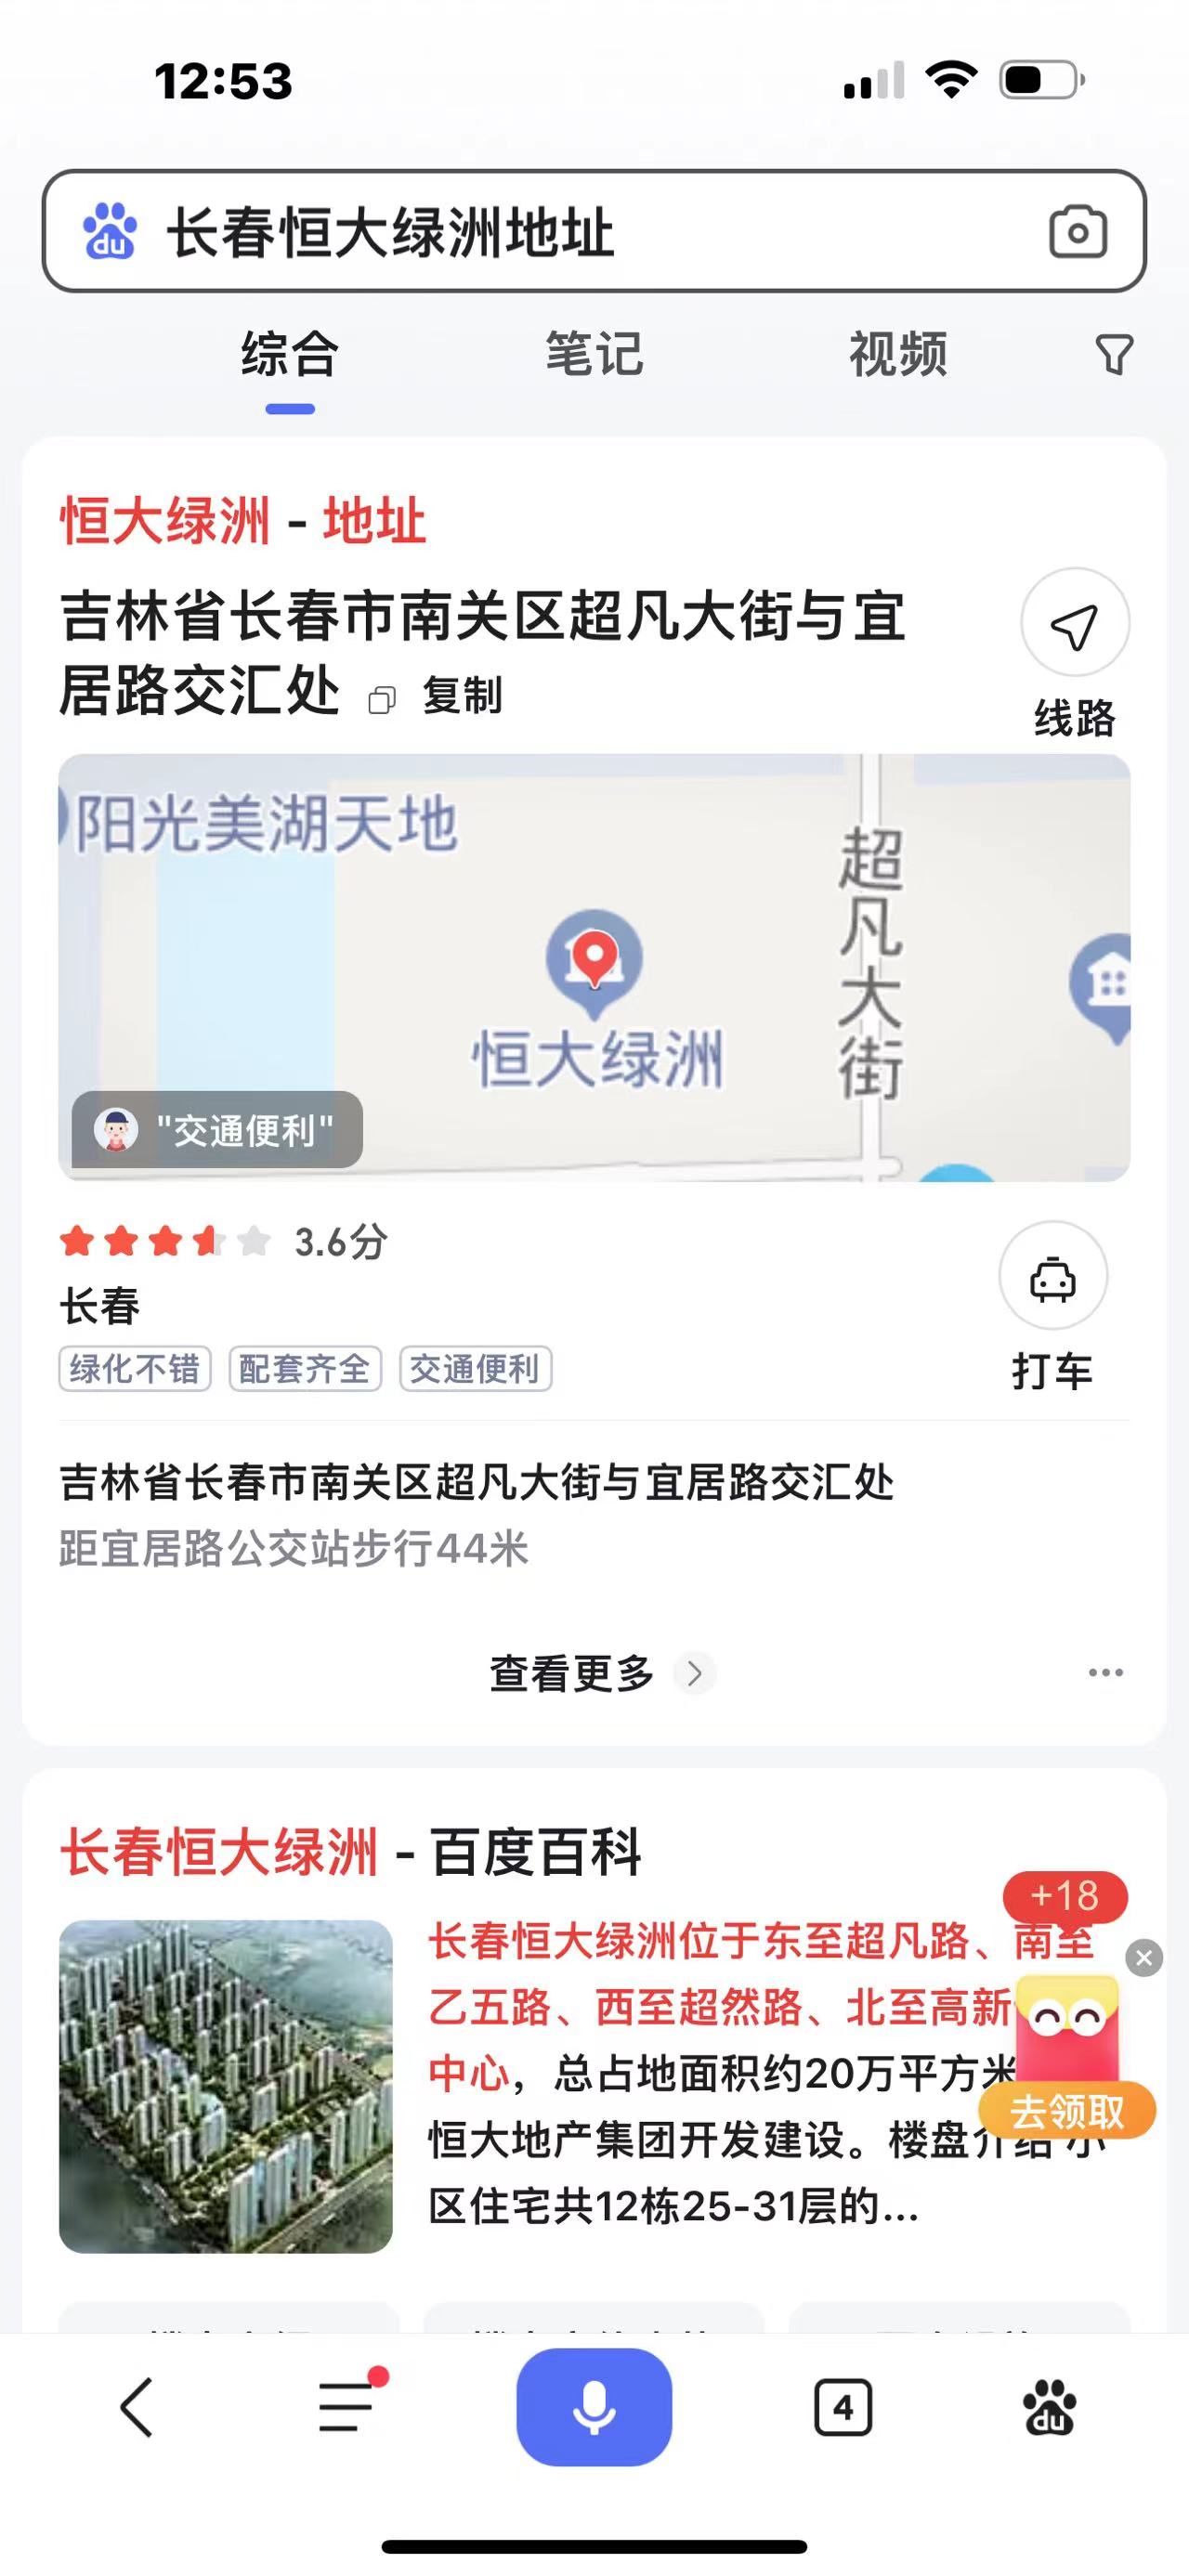 12:53
du 长春恒大绿洲地址
综合 笔记 视频
恒大绿洲 - 地址
吉林省长春市南关区超凡大街与宜
居路交汇处 复制
线路
阳光美湖天地
超凡大街
恒大绿洲
"交通便利"
3.6分
长春
绿化不错 配套齐全 交通便利
打车
吉林省长春市南关区超凡大街与宜居路交汇处
距宜居路公交站步行44米
查看更多
长春恒大绿洲 - 百度百科
+18
长春恒大绿洲位于东至超凡路、南至
乙五路、西至超然路、北至高新
中心，总占地面积约20万平方米
去领取
恒大地产集团开发建设。楼盘介绍 小
区住宅共12栋25-31层的...
4
du